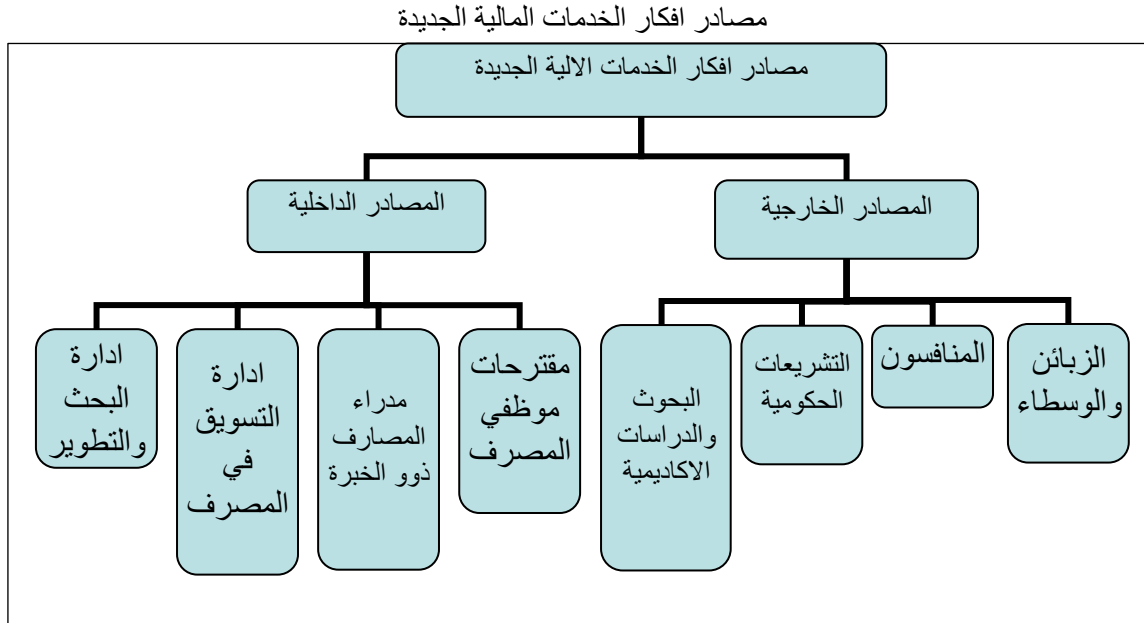 مصادر افكار الخدمات المالية الجديدة
مصادر افكار الخدمات الالية الجديدة
المصادر الخارجية
المصادر الداخلية
الزبائن
والوسطاء
المنافسون
التشريعات
الحكومية
البحوث
والدراسات
الاكاديمية
مقترحات
موظفي
المصرف
مدراء
المصارف
ذوو الخبرة
ادارة
التسويق
في
المصرف
ادارة
البحث
والتطوير